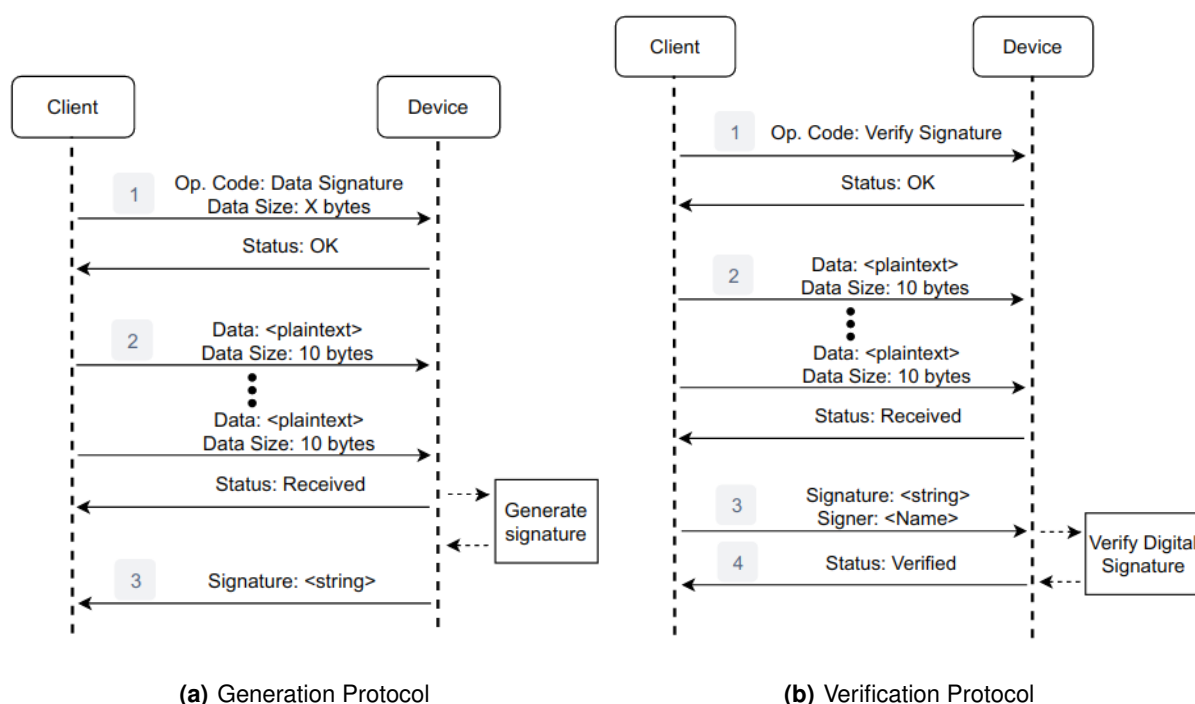 Client
Device
1
Op. Code: Data Signature
Data Size: X bytes
Status: OK
2
Data: <plaintext>
Data Size: 10 bytes
Data: <plaintext>
Data Size: 10 bytes
Status: Received
Generate
signature
3
Signature: <string>
(a) Generation Protocol
Client
Device
1
Op. Code: Verify Signature
Status: OK
2
Data: <plaintext>
Data Size: 10 bytes
Data: <plaintext>
Data Size: 10 bytes
Status: Received
3
Signature: <string>
Signer: <Name>
Verify Digital
Signature
4
Status: Verified
(b) Verification Protocol